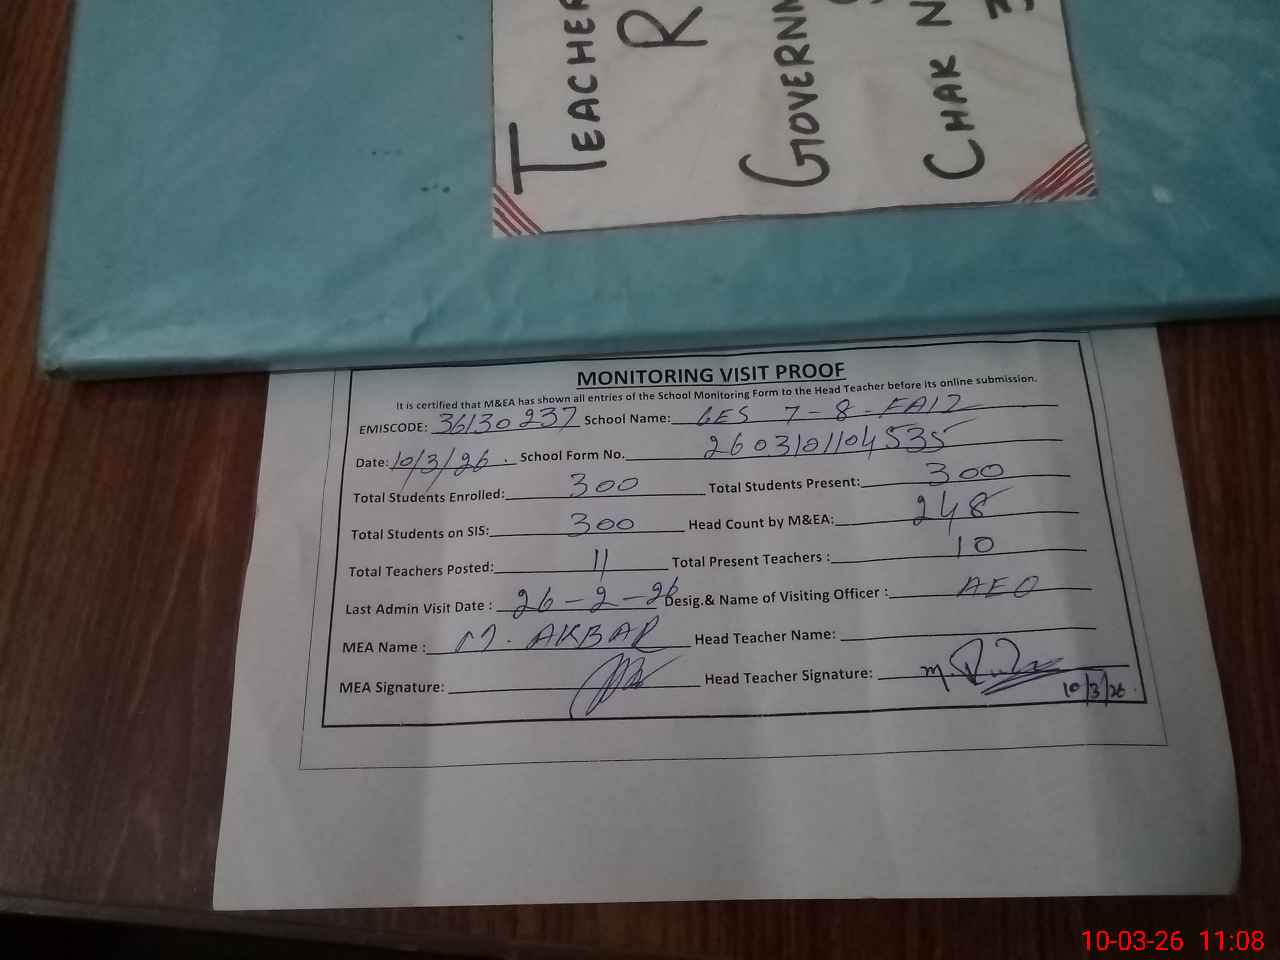 TEACHER
R
GOVERNM
CHAK N
3
MONITORING VISIT PROOF
It is certified that M&EA has shown all entries of the School Monitoring Form to the Head Teacher before its online submission.
EMISCODE: 36130237 School Name: GES 7-8-FAIZ
Date: 10/3/26. School Form No. 2603101104535
Total Students Enrolled: 300 Total Students Present: 300
Total Students on SIS: 300 Head Count by M&EA: 248
Total Teachers Posted: 11 Total Present Teachers : 10
Last Admin Visit Date : 26-2-26 Desig.& Name of Visiting Officer : AEO
MEA Name : M. AKBAR Head Teacher Name:
MEA Signature: Head Teacher Signature:
10/3/26.
10-03-26 11:08